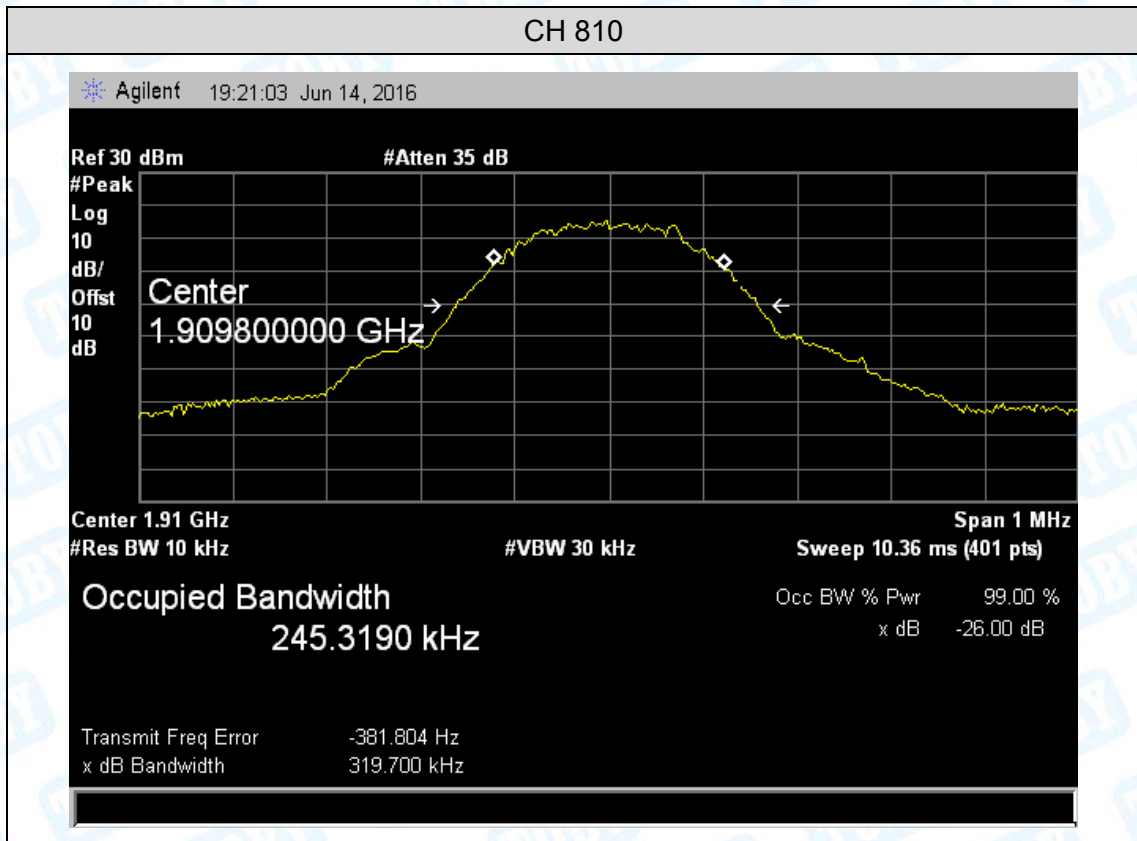 CH 810
Agilent 19:21:03 Jun 14, 2016
Ref 30 dBm #Atten 35 dB
#Peak
Log
10
dB/
Offst
10
dB
Center
1.909800000 GHz
Center 1.91 GHz Span 1 MHz
#Res BW 10 kHz #VBW 30 kHz Sweep 10.36 ms (401 pts)
Occupied Bandwidth Occ BW % Pwr 99.00 %
245.3190 kHz x dB -26.00 dB
Transmit Freq Error -381.804 Hz
x dB Bandwidth 319.700 kHz